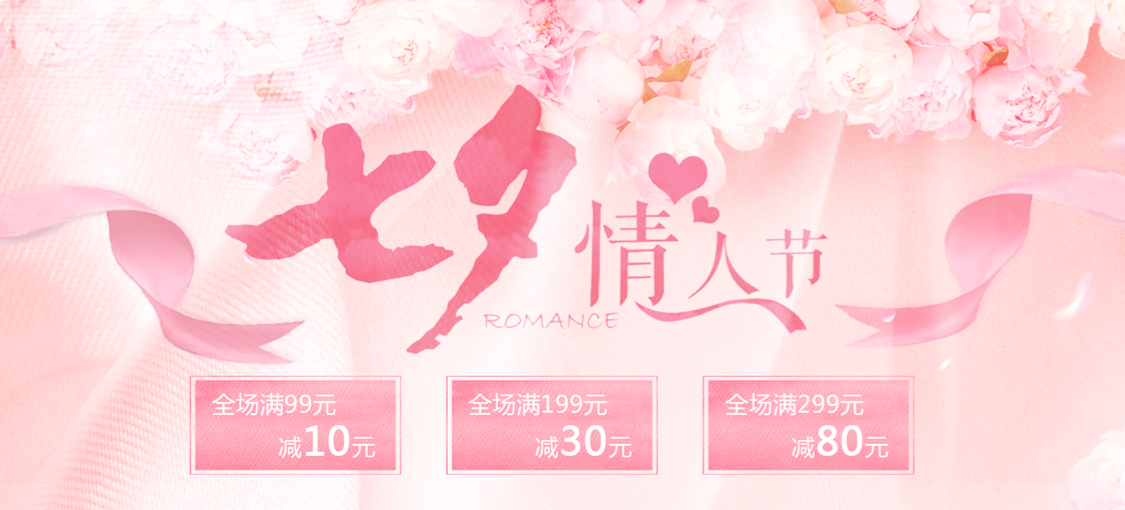 七夕情人节
ROMANCE
全场满99元
减10元
全场满199元
减30元
全场满299元
减80元